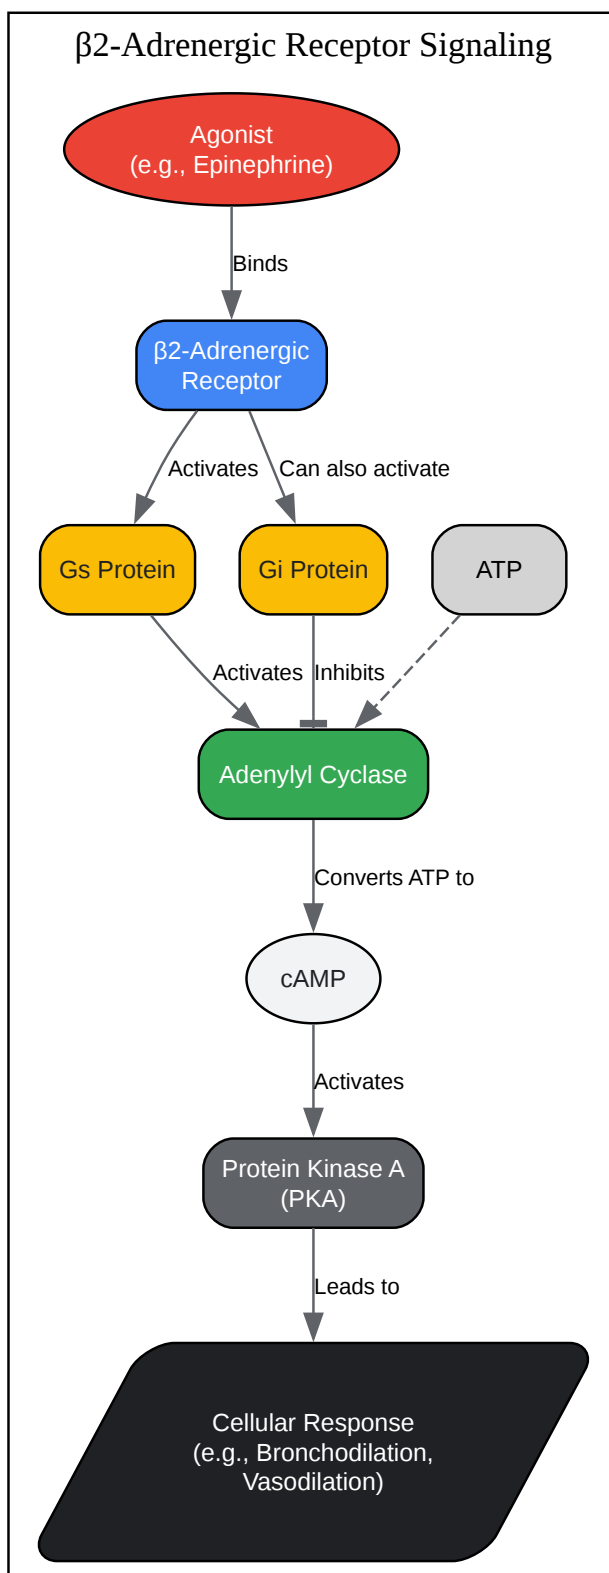 β2-Adrenergic Receptor Signaling
Agonist
(e.g., Epinephrine)
Binds
β2-Adrenergic
Receptor
Activates
Can also activate
Gs Protein
Gi Protein
ATP
Activates
Inhibits
Adenylyl Cyclase
Converts ATP to
cAMP
Activates
Protein Kinase A
(PKA)
Leads to
Cellular Response
(e.g., Bronchodilation,
Vasodilation)